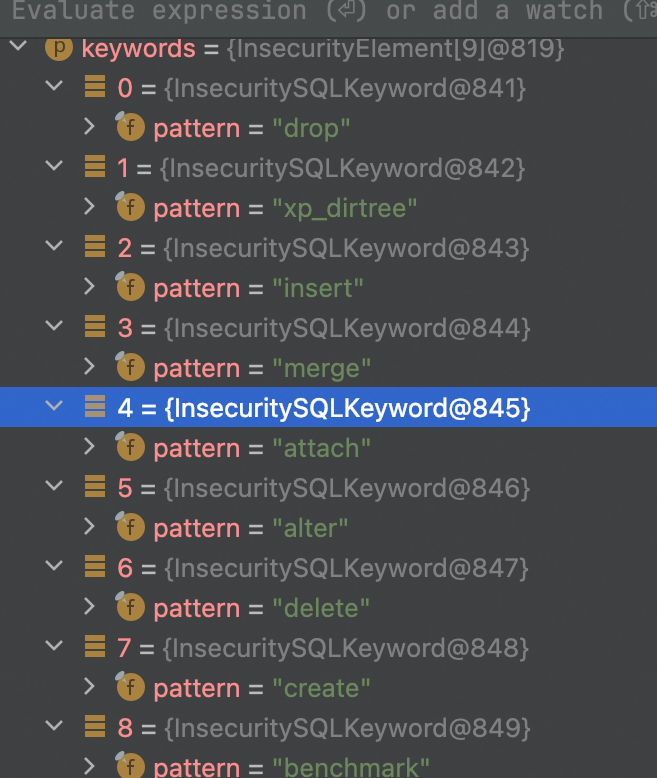 Evaluate expression (⏎) or add a watch (⇧⌘
p keywords = {InsecurityElement[9]@819}
0 = {InsecuritySQLKeyword@841}
f pattern = "drop"
1 = {InsecuritySQLKeyword@842}
f pattern = "xp_dirtree"
2 = {InsecuritySQLKeyword@843}
f pattern = "insert"
3 = {InsecuritySQLKeyword@844}
f pattern = "merge"
4 = {InsecuritySQLKeyword@845}
f pattern = "attach"
5 = {InsecuritySQLKeyword@846}
f pattern = "alter"
6 = {InsecuritySQLKeyword@847}
f pattern = "delete"
7 = {InsecuritySQLKeyword@848}
f pattern = "create"
8 = {InsecuritySQLKeyword@849}
f pattern = "benchmark"